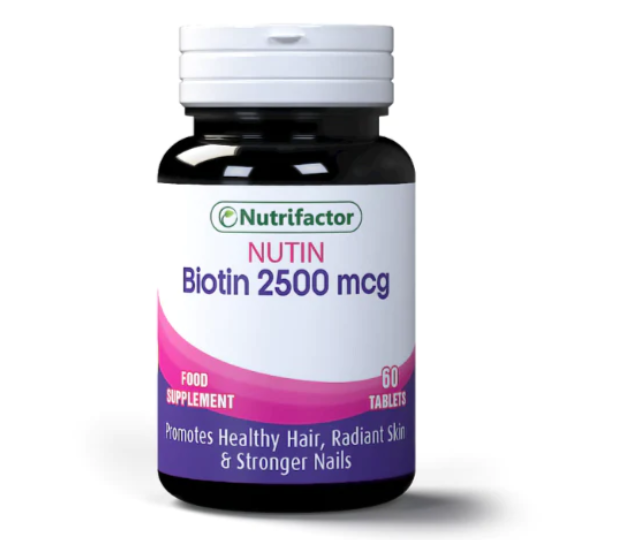 Nutrifactor
NUTIN
Biotin 2500 mcg
FOOD
SUPPLEMENT
60
TABLETS
Promotes Healthy Hair, Radiant Skin
& Stronger Nails